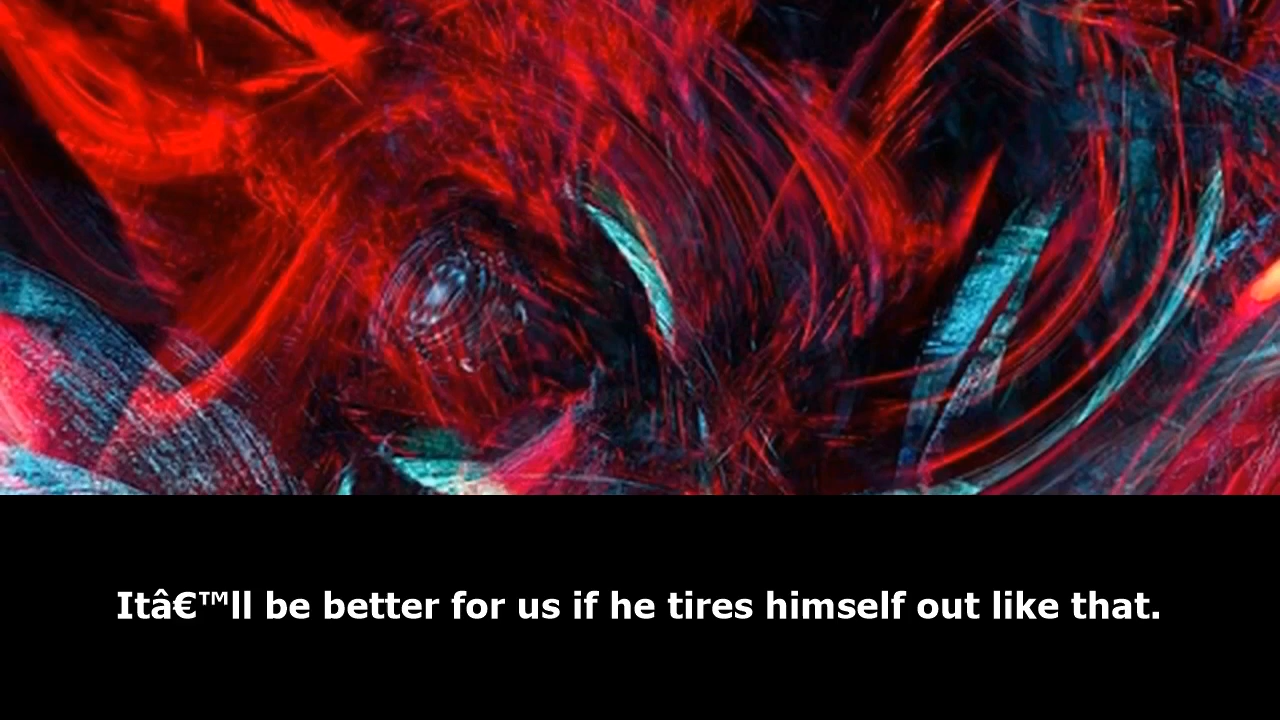 Itâ€™ll be better for us if he tires himself out like that.